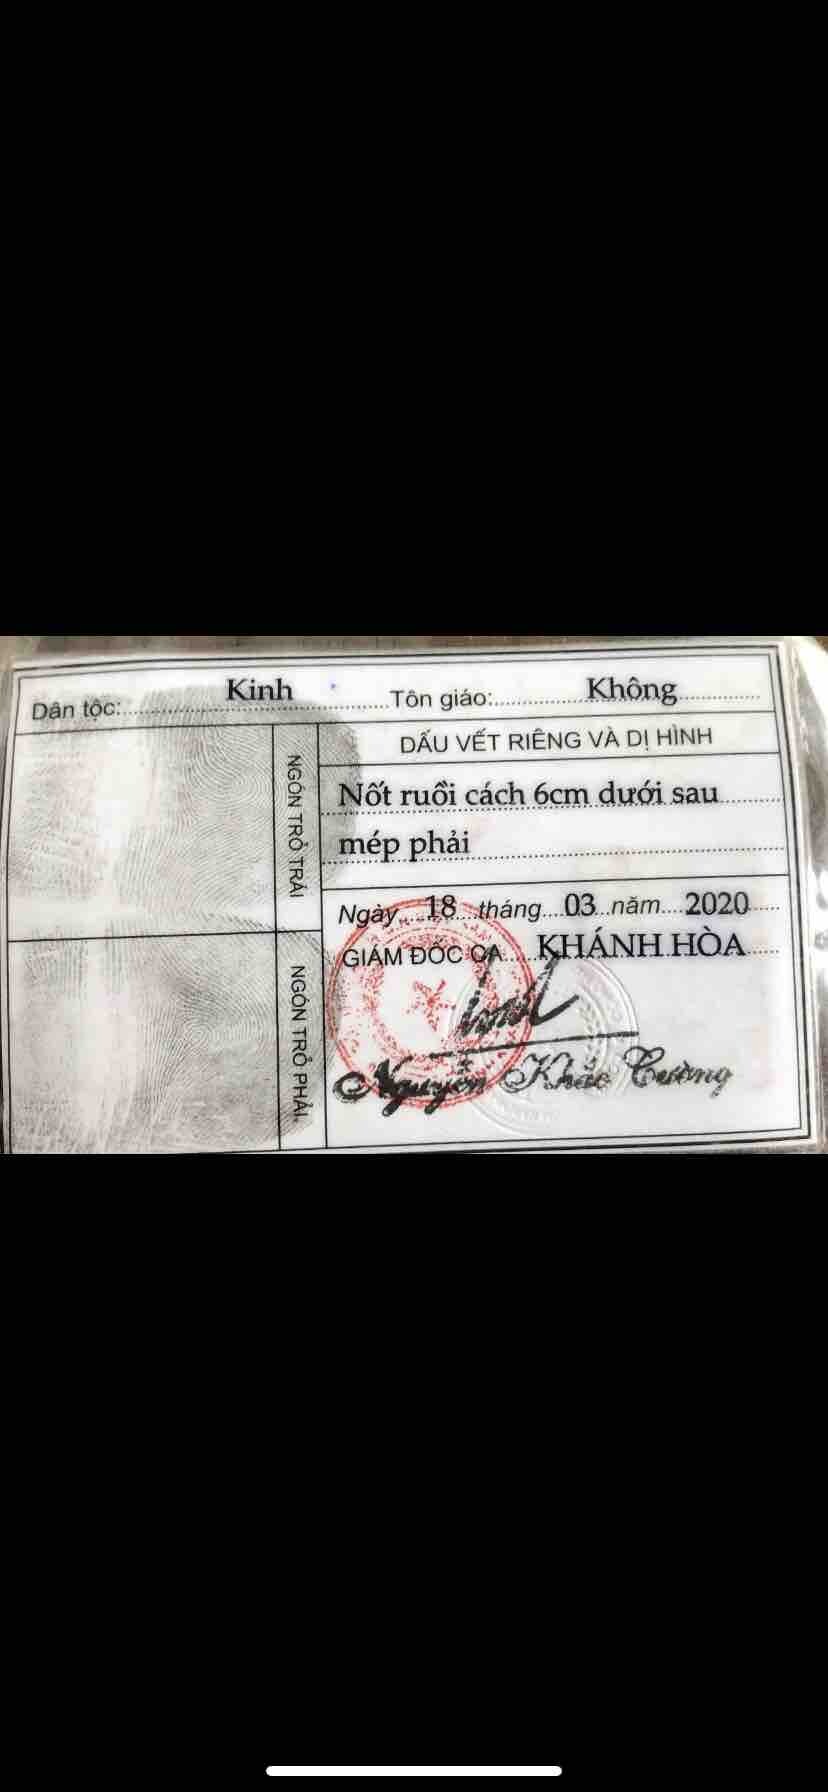 Dân tộc: Kinh Tôn giáo: Không
DẤU VẾT RIÊNG VÀ DỊ HÌNH
NGÓN TRỎ TRÁI
Nốt ruồi cách 6cm dưới sau
mép phải
NGÓN TRỎ PHẢI
Ngày 18 tháng 03 năm 2020
GIÁM ĐỐC CA KHÁNH HÒA
Nguyễn Khắc Cường